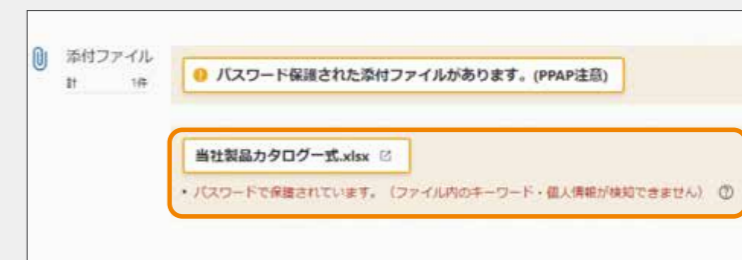 添付ファイル
計 1件
パスワード保護された添付ファイルがあります。(PPAP注意)
当社製品カタログ一式.xlsx
・パスワードで保護されています。（ファイル内のキーワード・個人情報が検知できません）